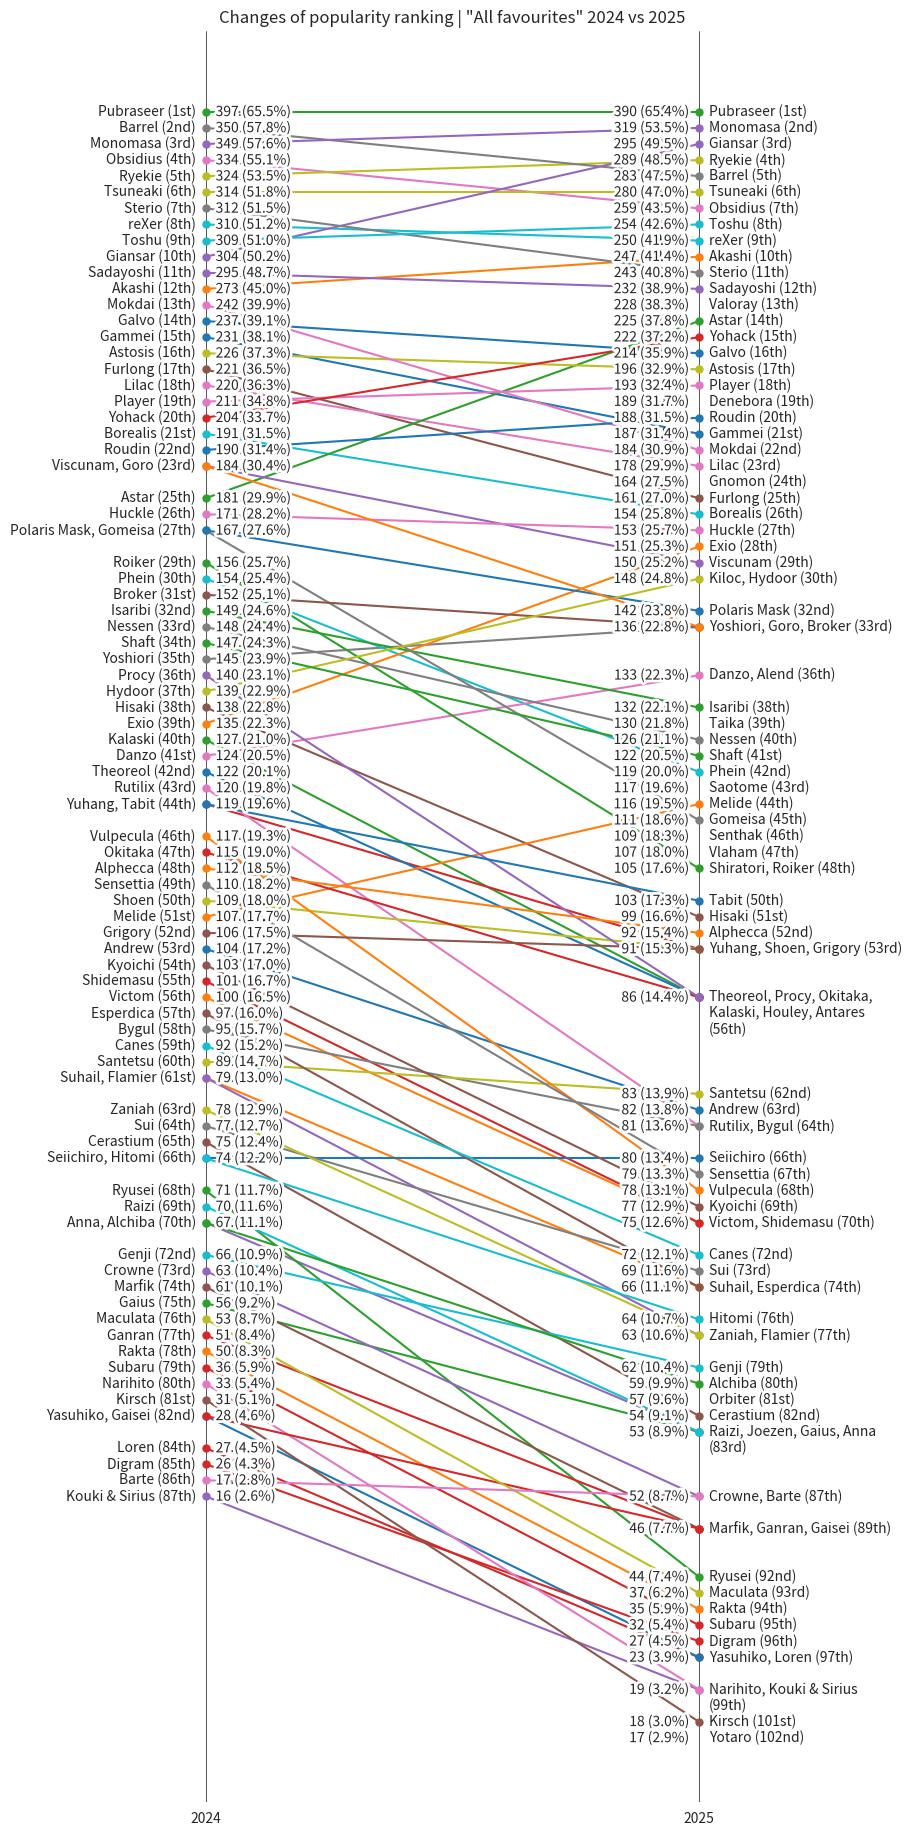 Changes of popularity ranking | "All favourites" 2024 vs 2025
Pubraseer (1st) 397 (65.5%) 390 (65.4%) Pubraseer (1st)
Barrel (2nd) 350 (57.8%) 319 (53.5%) Monomasa (2nd)
Monomasa (3rd) 349 (57.6%) 295 (49.5%) Giansar (3rd)
Obsidius (4th) 334 (55.1%) 289 (48.5%) Ryekie (4th)
Ryekie (5th) 324 (53.5%) 283 (47.5%) Barrel (5th)
Tsuneaki (6th) 314 (51.8%) 280 (47.0%) Tsuneaki (6th)
Sterio (7th) 312 (51.5%) 259 (43.5%) Obsidius (7th)
reXer (8th) 310 (51.2%) 254 (42.6%) Toshu (8th)
Toshu (9th) 309 (51.0%) 250 (41.9%) reXer (9th)
Giansar (10th) 304 (50.2%) 247 (41.4%) Akashi (10th)
Sadayoshi (11th) 295 (48.7%) 243 (40.8%) Sterio (11th)
Akashi (12th) 273 (45.0%) 232 (38.9%) Sadayoshi (12th)
Mokdai (13th) 242 (39.9%) 228 (38.3%) Valoray (13th)
Galvo (14th) 237 (39.1%) 225 (37.8%) Astar (14th)
Gammei (15th) 231 (38.1%) 222 (37.2%) Yohack (15th)
Astosis (16th) 226 (37.3%) 214 (35.9%) Galvo (16th)
Furlong (17th) 221 (36.5%) 196 (32.9%) Astosis (17th)
Lilac (18th) 220 (36.3%) 193 (32.4%) Player (18th)
Player (19th) 211 (34.8%) 189 (31.7%) Denebora (19th)
Yohack (20th) 204 (33.7%) 188 (31.5%) Roudin (20th)
Borealis (21st) 191 (31.5%) 187 (31.4%) Gammei (21st)
Roudin (22nd) 190 (31.4%) 184 (30.9%) Mokdai (22nd)
Viscunam, Goro (23rd) 184 (30.4%) 178 (29.9%) Lilac (23rd)
164 (27.5%) Gnomon (24th)
Astar (25th) 181 (29.9%) 161 (27.0%) Furlong (25th)
Huckle (26th) 171 (28.2%) 154 (25.8%) Borealis (26th)
Polaris Mask, Gomeisa (27th) 167 (27.6%) 153 (25.7%) Huckle (27th)
151 (25.3%) Exio (28th)
Roiker (29th) 156 (25.7%) 150 (25.2%) Viscunam (29th)
Phein (30th) 154 (25.4%) 148 (24.8%) Kiloc, Hydoor (30th)
Broker (31st) 152 (25.1%)
Isaribi (32nd) 149 (24.6%) 142 (23.8%) Polaris Mask (32nd)
Nessen (33rd) 148 (24.4%) 136 (22.8%) Yoshiori, Goro, Broker (33rd)
Shaft (34th) 147 (24.3%)
Yoshiori (35th) 145 (23.9%)
Procy (36th) 140 (23.1%) 133 (22.3%) Danzo, Alend (36th)
Hydoor (37th) 139 (22.9%)
Hisaki (38th) 138 (22.8%) 132 (22.1%) Isaribi (38th)
Exio (39th) 135 (22.3%) 130 (21.8%) Taika (39th)
Kalaski (40th) 127 (21.0%) 126 (21.1%) Nessen (40th)
Danzo (41st) 124 (20.5%) 122 (20.5%) Shaft (41st)
Theoreol (42nd) 122 (20.1%) 119 (20.0%) Phein (42nd)
Rutilix (43rd) 120 (19.8%) 117 (19.6%) Saotome (43rd)
Yuhang, Tabit (44th) 119 (19.6%) 116 (19.5%) Melide (44th)
111 (18.6%) Gomeisa (45th)
Vulpecula (46th) 117 (19.3%) 109 (18.3%) Senthak (46th)
Okitaka (47th) 115 (19.0%) 107 (18.0%) Vlaham (47th)
Alphecca (48th) 112 (18.5%) 105 (17.6%) Shiratori, Roiker (48th)
Sensettia (49th) 110 (18.2%)
Shoen (50th) 109 (18.0%) 103 (17.3%) Tabit (50th)
Melide (51st) 107 (17.7%) 99 (16.6%) Hisaki (51st)
Grigory (52nd) 106 (17.5%) 92 (15.4%) Alphecca (52nd)
Andrew (53rd) 104 (17.2%) 91 (15.3%) Yuhang, Shoen, Grigory (53rd)
Kyoichi (54th) 103 (17.0%)
Shidemasu (55th) 101 (16.7%)
Victom (56th) 100 (16.5%) 86 (14.4%) Theoreol, Procy, Okitaka,
Esperdica (57th) 97 (16.0%) Kalaski, Houley, Antares
Bygul (58th) 95 (15.7%) (56th)
Canes (59th) 92 (15.2%)
Santetsu (60th) 89 (14.7%)
Suhail, Flamier (61st) 79 (13.0%)
83 (13.9%) Santetsu (62nd)
Zaniah (63rd) 78 (12.9%) 82 (13.8%) Andrew (63rd)
Sui (64th) 77 (12.7%) 81 (13.6%) Rutilix, Bygul (64th)
Cerastium (65th) 75 (12.4%)
Seiichiro, Hitomi (66th) 74 (12.2%) 80 (13.4%) Seiichiro (66th)
79 (13.3%) Sensettia (67th)
Ryusei (68th) 71 (11.7%) 78 (13.1%) Vulpecula (68th)
Raizi (69th) 70 (11.6%) 77 (12.9%) Kyoichi (69th)
Anna, Alchiba (70th) 67 (11.1%) 75 (12.6%) Victom, Shidemasu (70th)
Genji (72nd) 66 (10.9%) 72 (12.1%) Canes (72nd)
Crowne (73rd) 63 (10.4%) 69 (11.6%) Sui (73rd)
Marfik (74th) 61 (10.1%) 66 (11.1%) Suhail, Esperdica (74th)
Gaius (75th) 56 (9.2%)
Maculata (76th) 53 (8.7%) 64 (10.7%) Hitomi (76th)
Ganran (77th) 51 (8.4%) 63 (10.6%) Zaniah, Flamier (77th)
Rakta (78th) 50 (8.3%)
Subaru (79th) 36 (5.9%) 62 (10.4%) Genji (79th)
Narihito (80th) 33 (5.4%) 59 (9.9%) Alchiba (80th)
Kirsch (81st) 31 (5.1%) 57 (9.6%) Orbiter (81st)
Yasuhiko, Gaisei (82nd) 28 (4.6%) 54 (9.1%) Cerastium (82nd)
53 (8.9%) Raizi, Joezen, Gaius, Anna
Loren (84th) 27 (4.5%) (83rd)
Digram (85th) 26 (4.3%)
Barte (86th) 17 (2.8%)
Kouki & Sirius (87th) 16 (2.6%) 52 (8.7%) Crowne, Barte (87th)
46 (7.7%) Marfik, Ganran, Gaisei (89th)
44 (7.4%) Ryusei (92nd)
37 (6.2%) Maculata (93rd)
35 (5.9%) Rakta (94th)
32 (5.4%) Subaru (95th)
27 (4.5%) Digram (96th)
23 (3.9%) Yasuhiko, Loren (97th)
19 (3.2%) Narihito, Kouki & Sirius
(99th)
18 (3.0%) Kirsch (101st)
17 (2.9%) Yotaro (102nd)
2024 2025